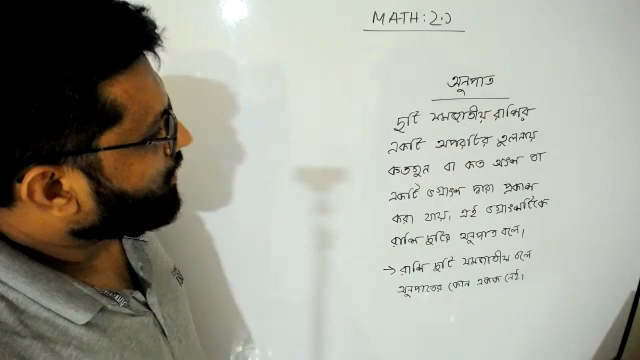 MATH: 2.1
অনুপাত
দুটি সমজাতীয় রাশির
একটি অপরটির তুলনায়
কতগুন বা কত অংশ তা
একটি ভগ্নাংশ দ্বারা প্রকাশ
করা যায়। এই ভগ্নাংশটিকে
রাশি দুটির অনুপাত বলে।
→ রাশি দুটি সমজাতীয় বলে
অনুপাতের কোন একক নেই।